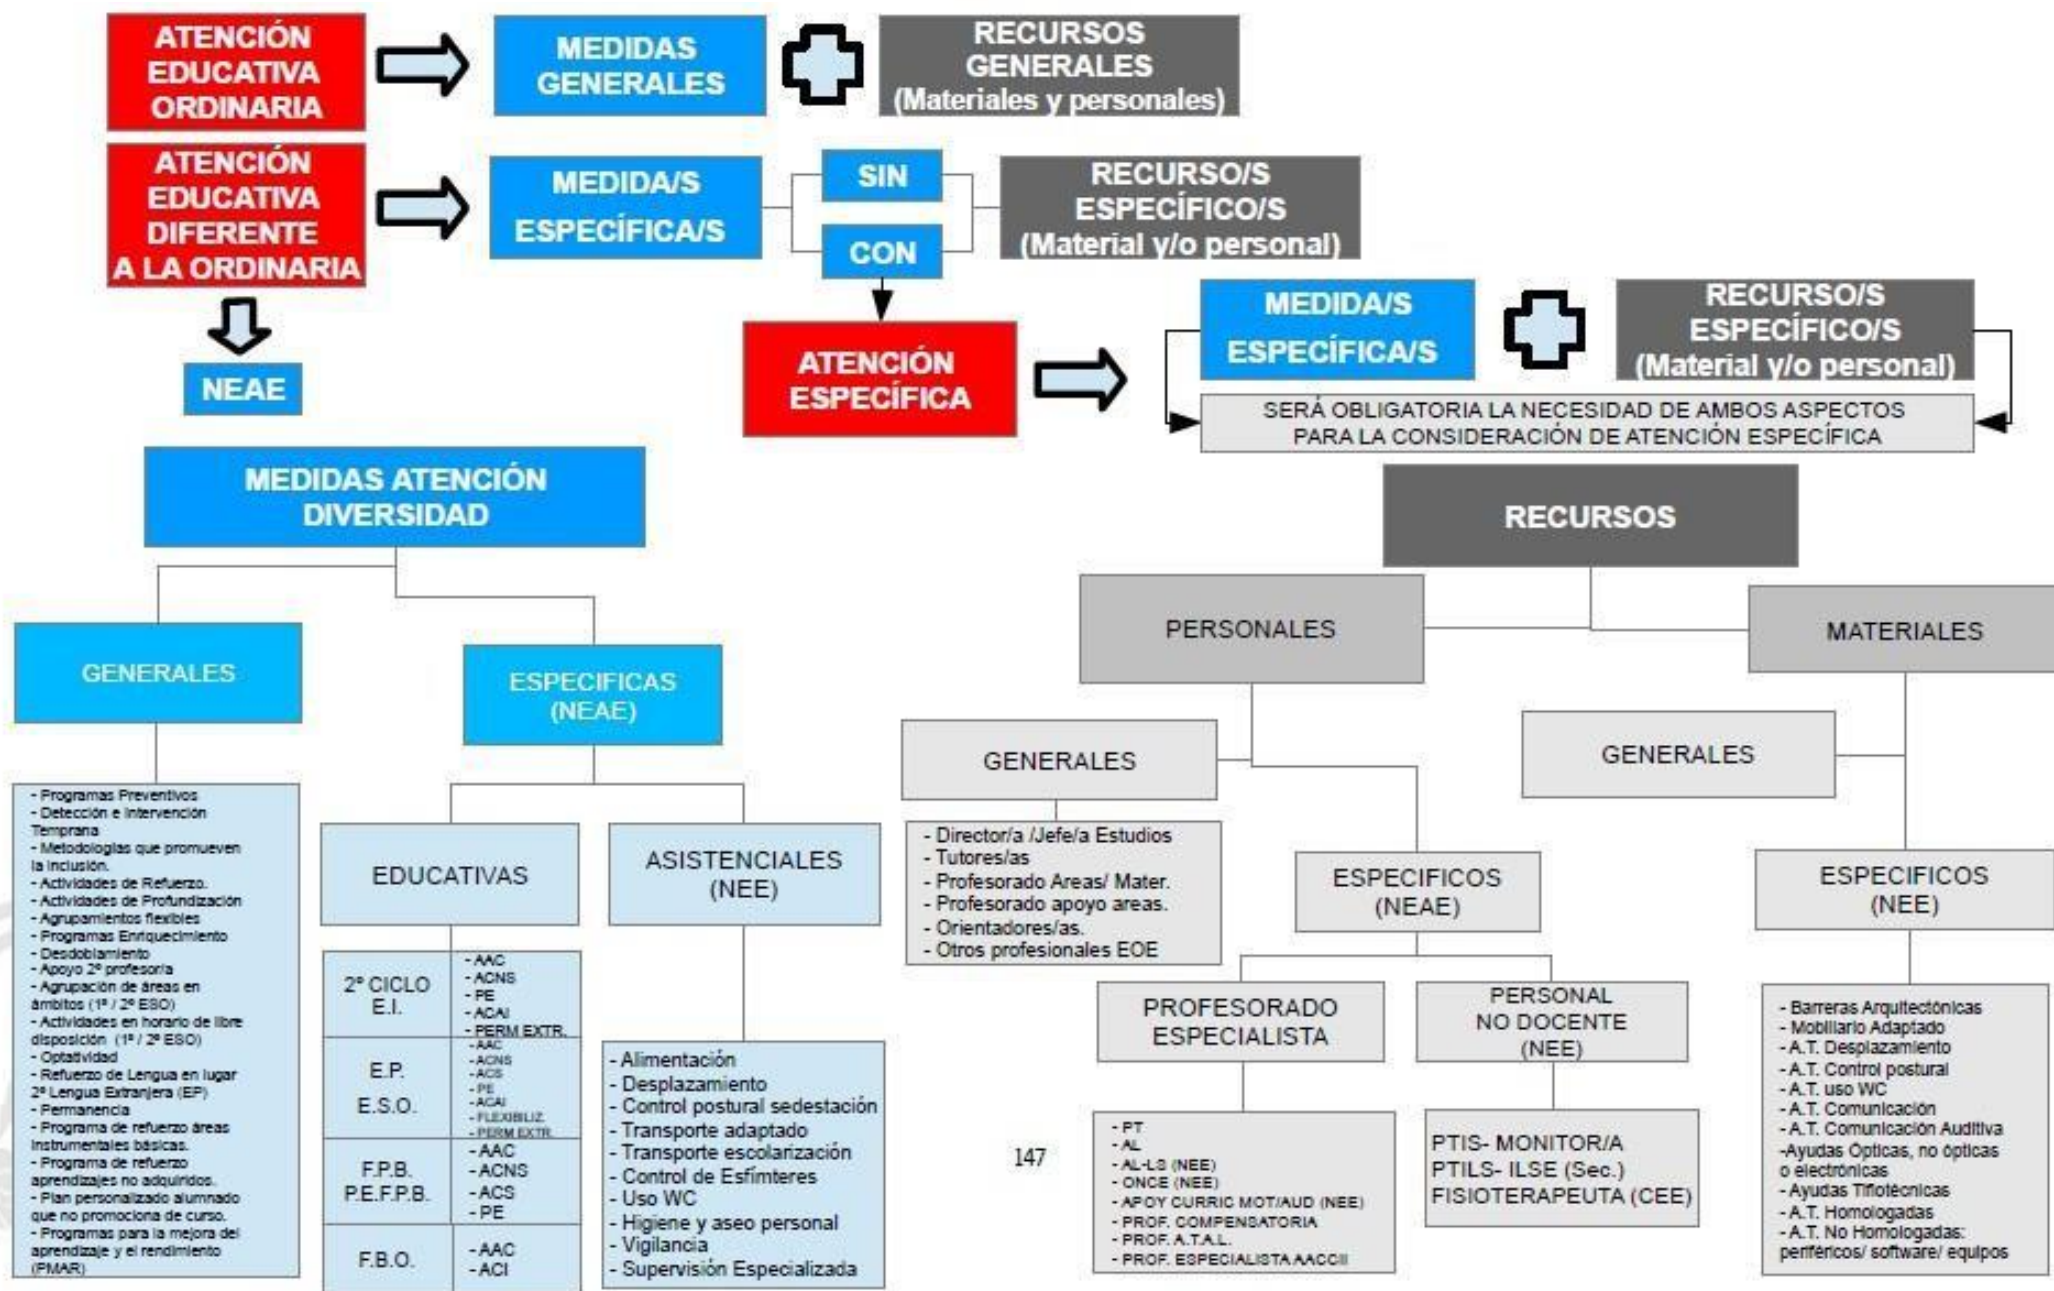 ATENCIÓN
EDUCATIVA
ORDINARIA
MEDIDAS
GENERALES
RECURSOS
GENERALES
(Materiales y personales)
ATENCIÓN
EDUCATIVA
DIFERENTE
A LA ORDINARIA
MEDIDA/S
ESPECÍFICA/S
SIN
CON
RECURSO/S
ESPECÍFICO/S
(Material y/o personal)
NEAE
ATENCIÓN
ESPECÍFICA
MEDIDA/S
ESPECÍFICA/S
RECURSO/S
ESPECÍFICO/S
(Material y/o personal)
SERÁ OBLIGATORIA LA NECESIDAD DE AMBOS ASPECTOS
PARA LA CONSIDERACIÓN DE ATENCIÓN ESPECÍFICA
MEDIDAS ATENCIÓN
DIVERSIDAD
GENERALES
- Programas Preventivos
- Detección e Intervención
Temprana
- Metodologías que promueven
la inclusión.
- Actividades de Refuerzo.
- Actividades de Profundización
- Agrupamientos flexibles
- Programas Enriquecimiento
- Desdoblamiento
- Apoyo 2º profesor/a
- Agrupación de áreas en
ámbitos (1º / 2º ESO)
- Actividades en horario de libre
disposición (1º / 2º ESO)
- Optatividad
- Refuerzo de Lengua en lugar
2º Lengua Extranjera (EP)
- Permanencia
- Programa de refuerzo áreas
instrumentales básicas.
- Programa de refuerzo
aprendizajes no adquiridos.
- Plan personalizado alumnado
que no promociona de curso.
- Programas para la mejora del
aprendizaje y el rendimiento
(PMAR)
ESPECIFICAS
(NEAE)
EDUCATIVAS
2º CICLO
E.I.
- AAC
- ACNS
- PE
- ACAI
- PERM EXTR.
E.P.
E.S.O.
- AAC
- ACNS
- ACS
- PE
- ACAI
- FLEXIBILIZ.
- PERM EXTR.
F.P.B.
P.E.F.P.B.
- AAC
- ACNS
- ACS
- PE
F.B.O.
- AAC
- ACI
ASISTENCIALES
(NEE)
- Alimentación
- Desplazamiento
- Control postural sedestación
- Transporte adaptado
- Transporte escolarización
- Control de Esfímteres
- Uso WC
- Higiene y aseo personal
- Vigilancia
- Supervisión Especializada
RECURSOS
PERSONALES
GENERALES
- Director/a /Jefe/a Estudios
- Tutores/as
- Profesorado Areas/ Mater.
- Profesorado apoyo areas.
- Orientadores/as.
- Otros profesionales EOE
ESPECIFICOS
(NEAE)
PROFESORADO
ESPECIALISTA
- PT
- AL
- AL-LS (NEE)
- ONCE (NEE)
- APOY CURRIC MOT/AUD (NEE)
- PROF. COMPENSATORIA
- PROF. A.T.A.L.
- PROF. ESPECIALISTA AACCII
PERSONAL
NO DOCENTE
(NEE)
PTIS- MONITOR/A
PTILS- ILSE (Sec.)
FISIOTERAPEUTA (CEE)
MATERIALES
GENERALES
ESPECIFICOS
(NEE)
- Barreras Arquitectónicas
- Mobiliario Adaptado
- A.T. Desplazamiento
- A.T. Control postural
- A.T. uso WC
- A.T. Comunicación
- A.T. Comunicación Auditiva
-Ayudas Ópticas, no ópticas
o electrónicas
- Ayudas Tiflotécnicas
- A.T. Homologadas
- A.T. No Homologadas:
periféricos/ software/ equipos
147